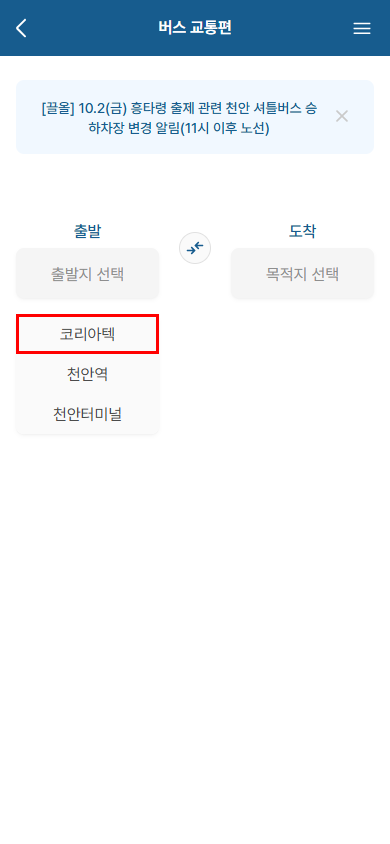 버스 교통편
[끌올] 10.2(금) 흥타령 출제 관련 천안 셔틀버스 승
하차장 변경 알림(11시 이후 노선)
출발
도착
출발지 선택
목적지 선택
코리아텍
천안역
천안터미널